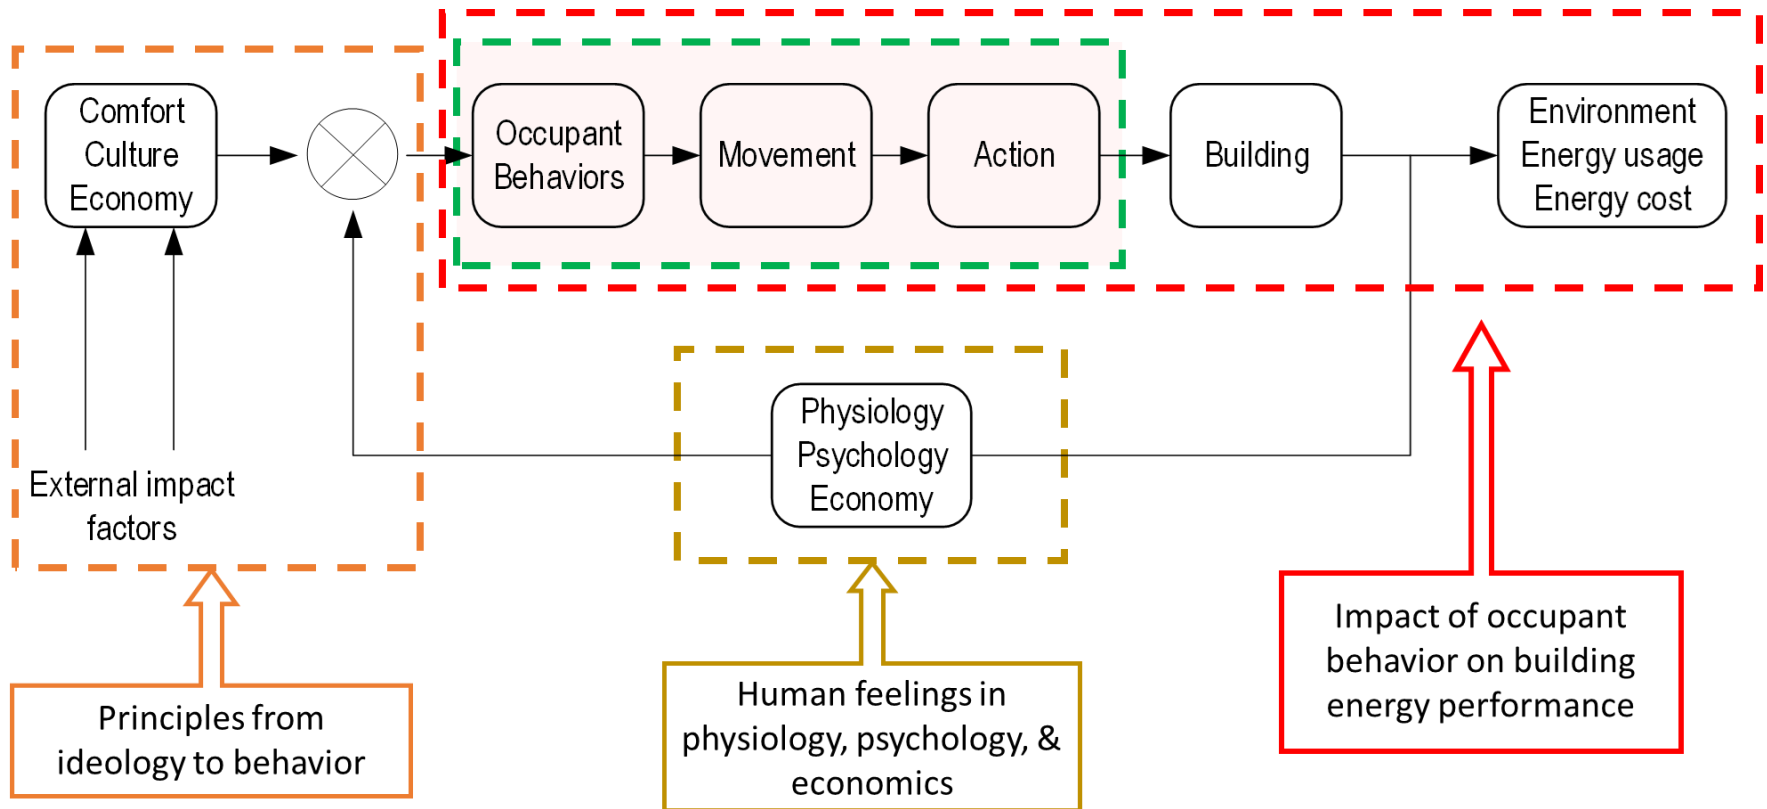 Comfort
Culture
Economy
Occupant
Behaviors
Movement
Action
Building
Environment
Energy usage
Energy cost
Physiology
Psychology
Economy
External impact
factors
Principles from
ideology to behavior
Human feelings in
physiology, psychology, &
economics
Impact of occupant
behavior on building
energy performance